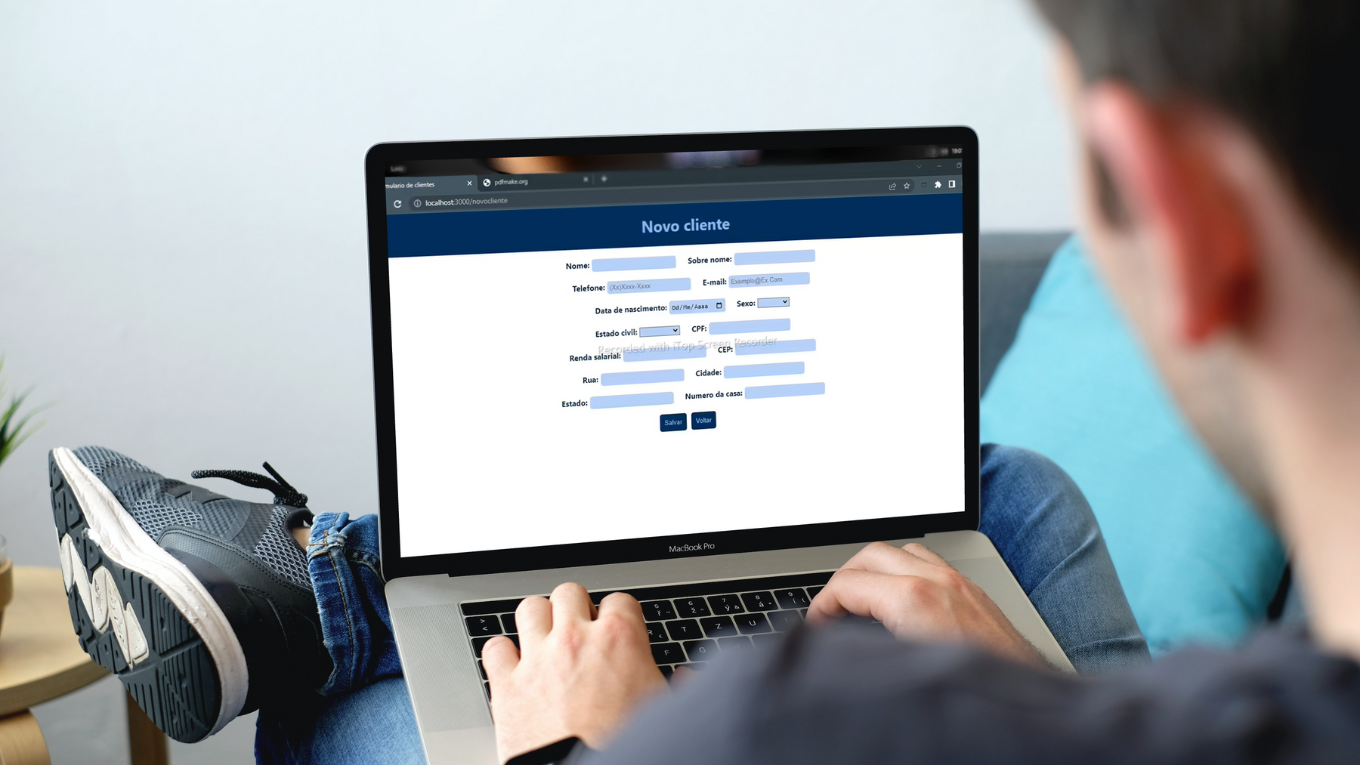 mulario de clientes
pdfmake.org
localhost:3000/novocliente
Novo cliente
Nome: Sobre nome:
Telefone: (Xx)Xxxx-Xxxx E-mail: Exemplo@Ex.Com
Data de nascimento: Dd/Mm/Aaaa Sexo:
Estado civil: CPF:
Recorded with iTop Screen Recorder
Renda salarial: CEP:
Rua: Cidade:
Estado: Numero da casa:
Salvar Voltar
MacBook Pro